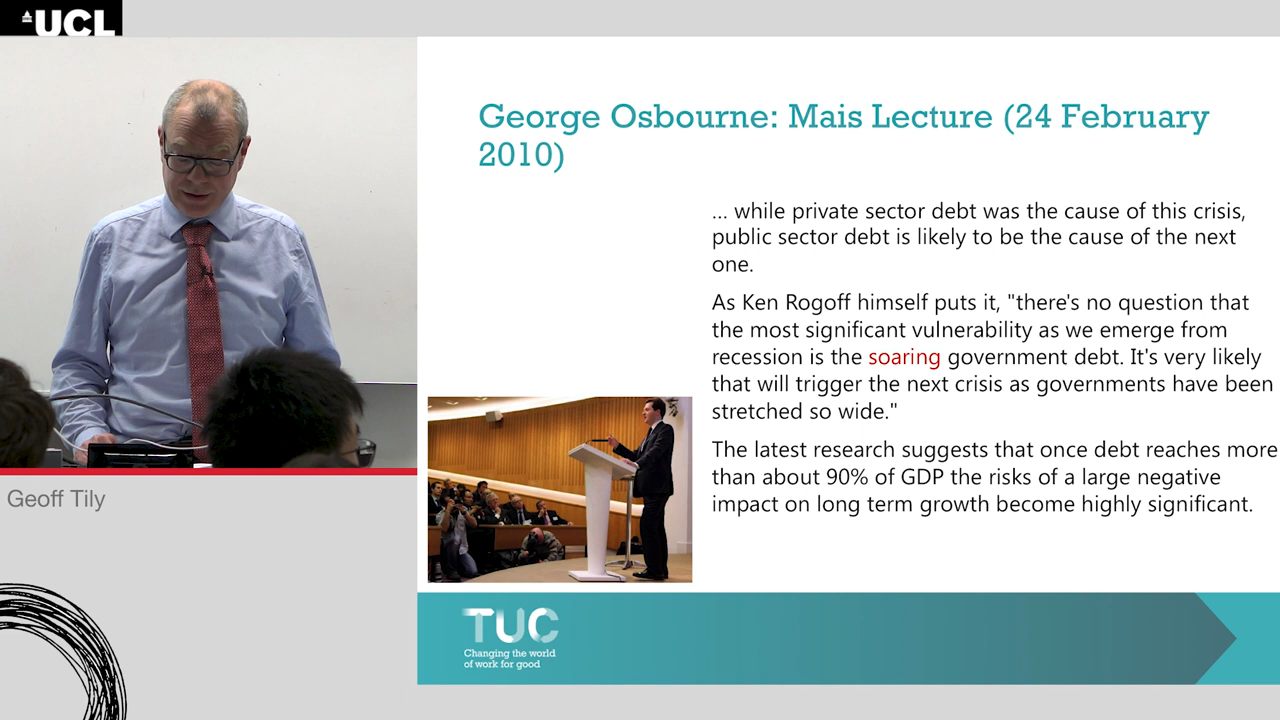 UCL
George Osbourne: Mais Lecture (24 February
2010)
... while private sector debt was the cause of this crisis,
public sector debt is likely to be the cause of the next
one.
As Ken Rogoff himself puts it, "there's no question that
the most significant vulnerability as we emerge from
recession is the soaring government debt. It's very likely
that will trigger the next crisis as governments have been
stretched so wide."
The latest research suggests that once debt reaches more
than about 90% of GDP the risks of a large negative
impact on long term growth become highly significant.
Geoff Tily
TUC
Changing the world
of work for good